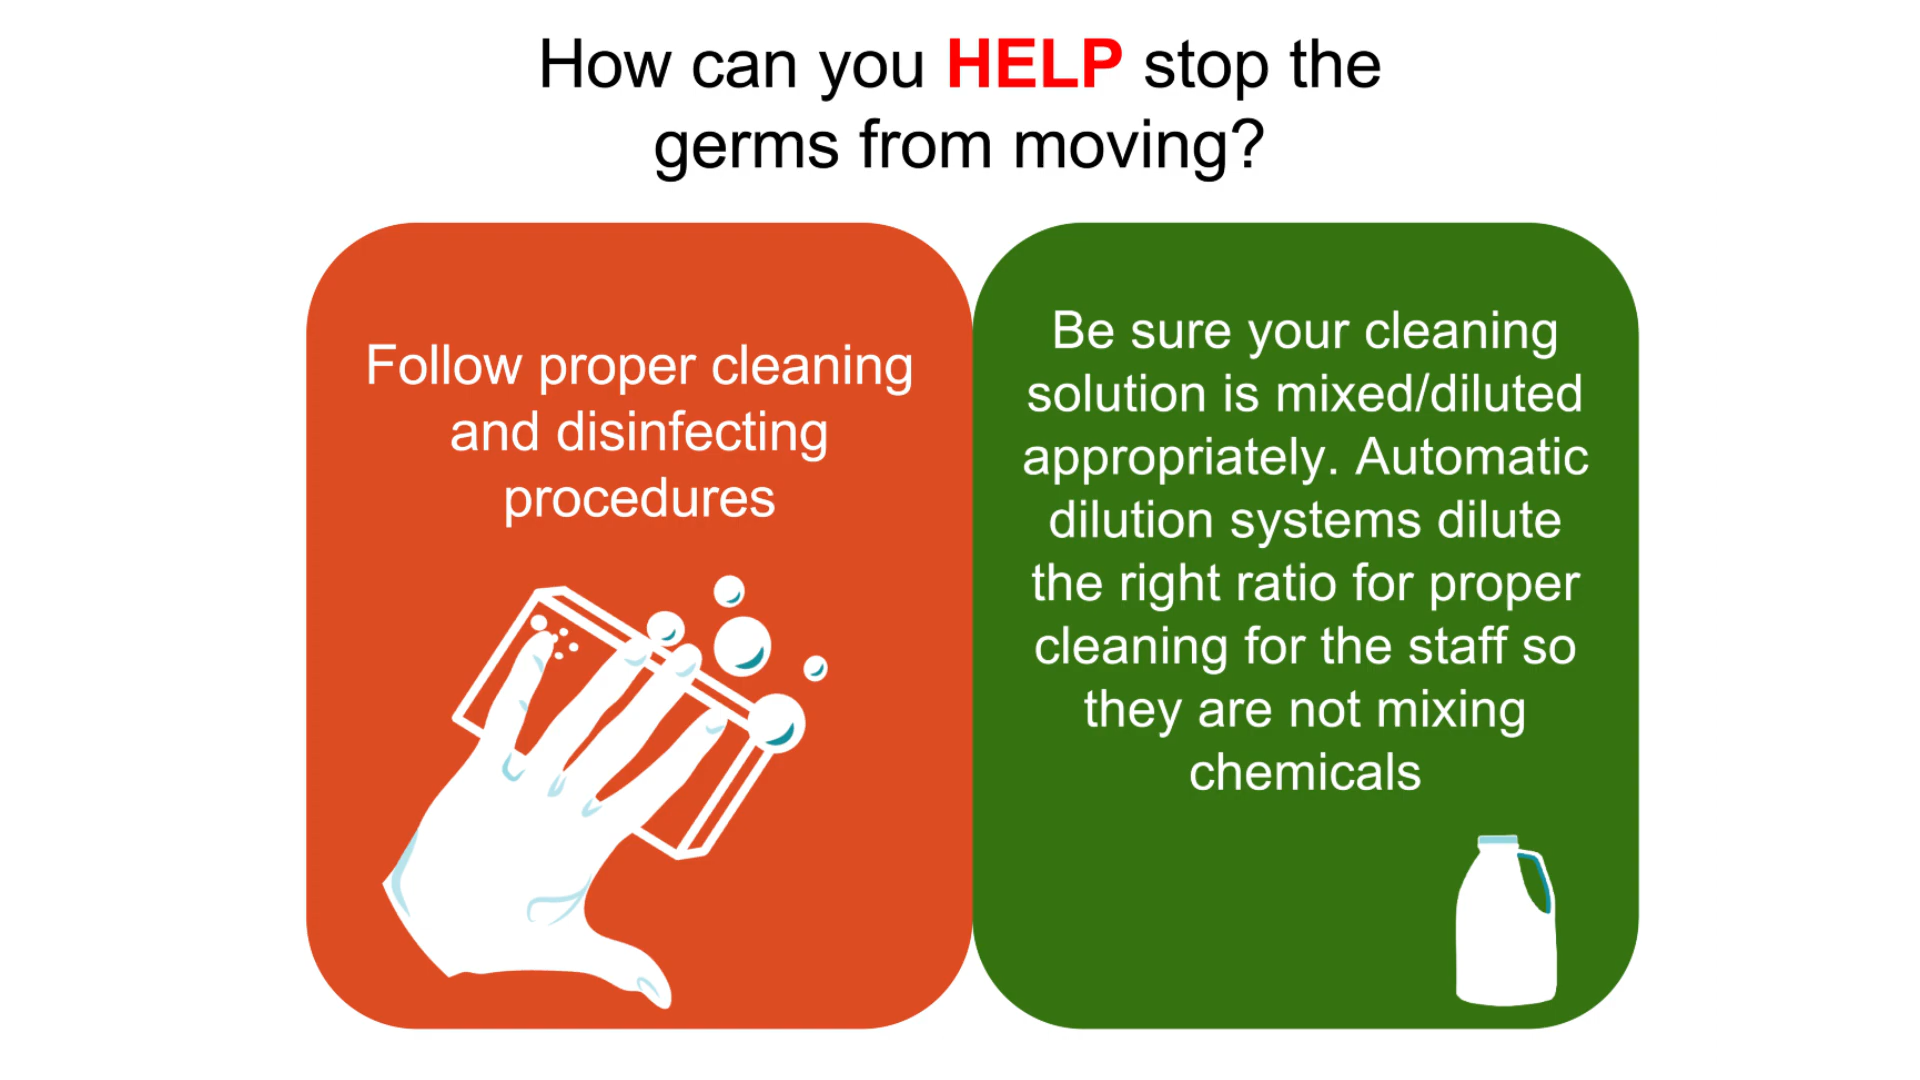 How can you HELP stop the
germs from moving?
Follow proper cleaning
and disinfecting
procedures
Be sure your cleaning
solution is mixed/diluted
appropriately. Automatic
dilution systems dilute
the right ratio for proper
cleaning for the staff so
they are not mixing
chemicals